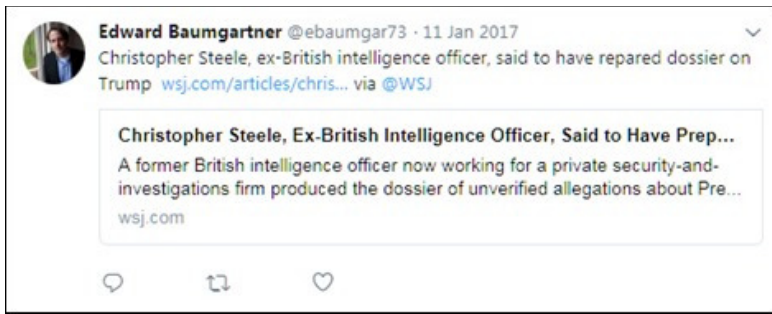 Edward Baumgartner @ebaumgar73 · 11 Jan 2017
Christopher Steele, ex-British intelligence officer, said to have repared dossier on
Trump wsj.com/articles/chris... via @WSJ
Christopher Steele, Ex-British Intelligence Officer, Said to Have Prep...
A former British intelligence officer now working for a private security-and-
investigations firm produced the dossier of unverified allegations about Pre...
wsj.com